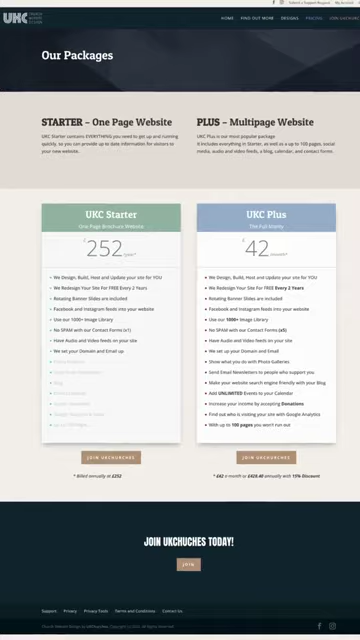 Submit a Support Request My Account
UKC
HOME FIND OUT MORE DESIGNS PRICING JOIN UKCHURCHES
Our Packages
STARTER – One Page Website
UKC Starter contains EVERYTHING you need to get up and running
quickly, so you can provide up to date information for visitors to
your new website.
PLUS – Multipage Website
UKC Plus is our most popular package
It includes everything in Starter, as well as a up to 100 pages, social
media, audio and video feeds, a blog, calendar, and contact forms.
UKC Starter
One Page Brochure Website
£252
We Design, Build, Host and Update your site for YOU
We Redesign Your Site For FREE Every 2 Years
Rotating Banner Slides are included
Facebook and Instagram feeds into your website
Use our 1000+ Image Library
No SPAM with our Contact Forms (x1)
Have Audio and Video feeds on your site
We set your Domain and Email up
Blog
JOIN UKCHURCHES
* Billed annually at £252
UKC Plus
The Full Monty
£42
We Design, Build, Host and Update your site for YOU
We Redesign Your Site For FREE Every 2 Years
Rotating Banner Slides are included
Facebook and Instagram feeds into your website
Use our 1000+ Image Library
No SPAM with our Contact Forms (x5)
Have Audio and Video feeds on your site
We set up your Domain and Email
Show what you do with Photo Galleries
Send Email Newsletters to people who support you
Make your website search engine friendly with your Blog
Add UNLIMITED Events to your Calendar
Increase your income by accepting Donations
Find out who is visiting your site with Google Analytics
With up to 100 pages you won't run out
JOIN UKCHURCHES
* £42 a month or £428.40 annually with 15% Discount
JOIN UKCHUCHES TODAY!
JOIN
Support Privacy Privacy Tools Terms and Conditions Contact Us